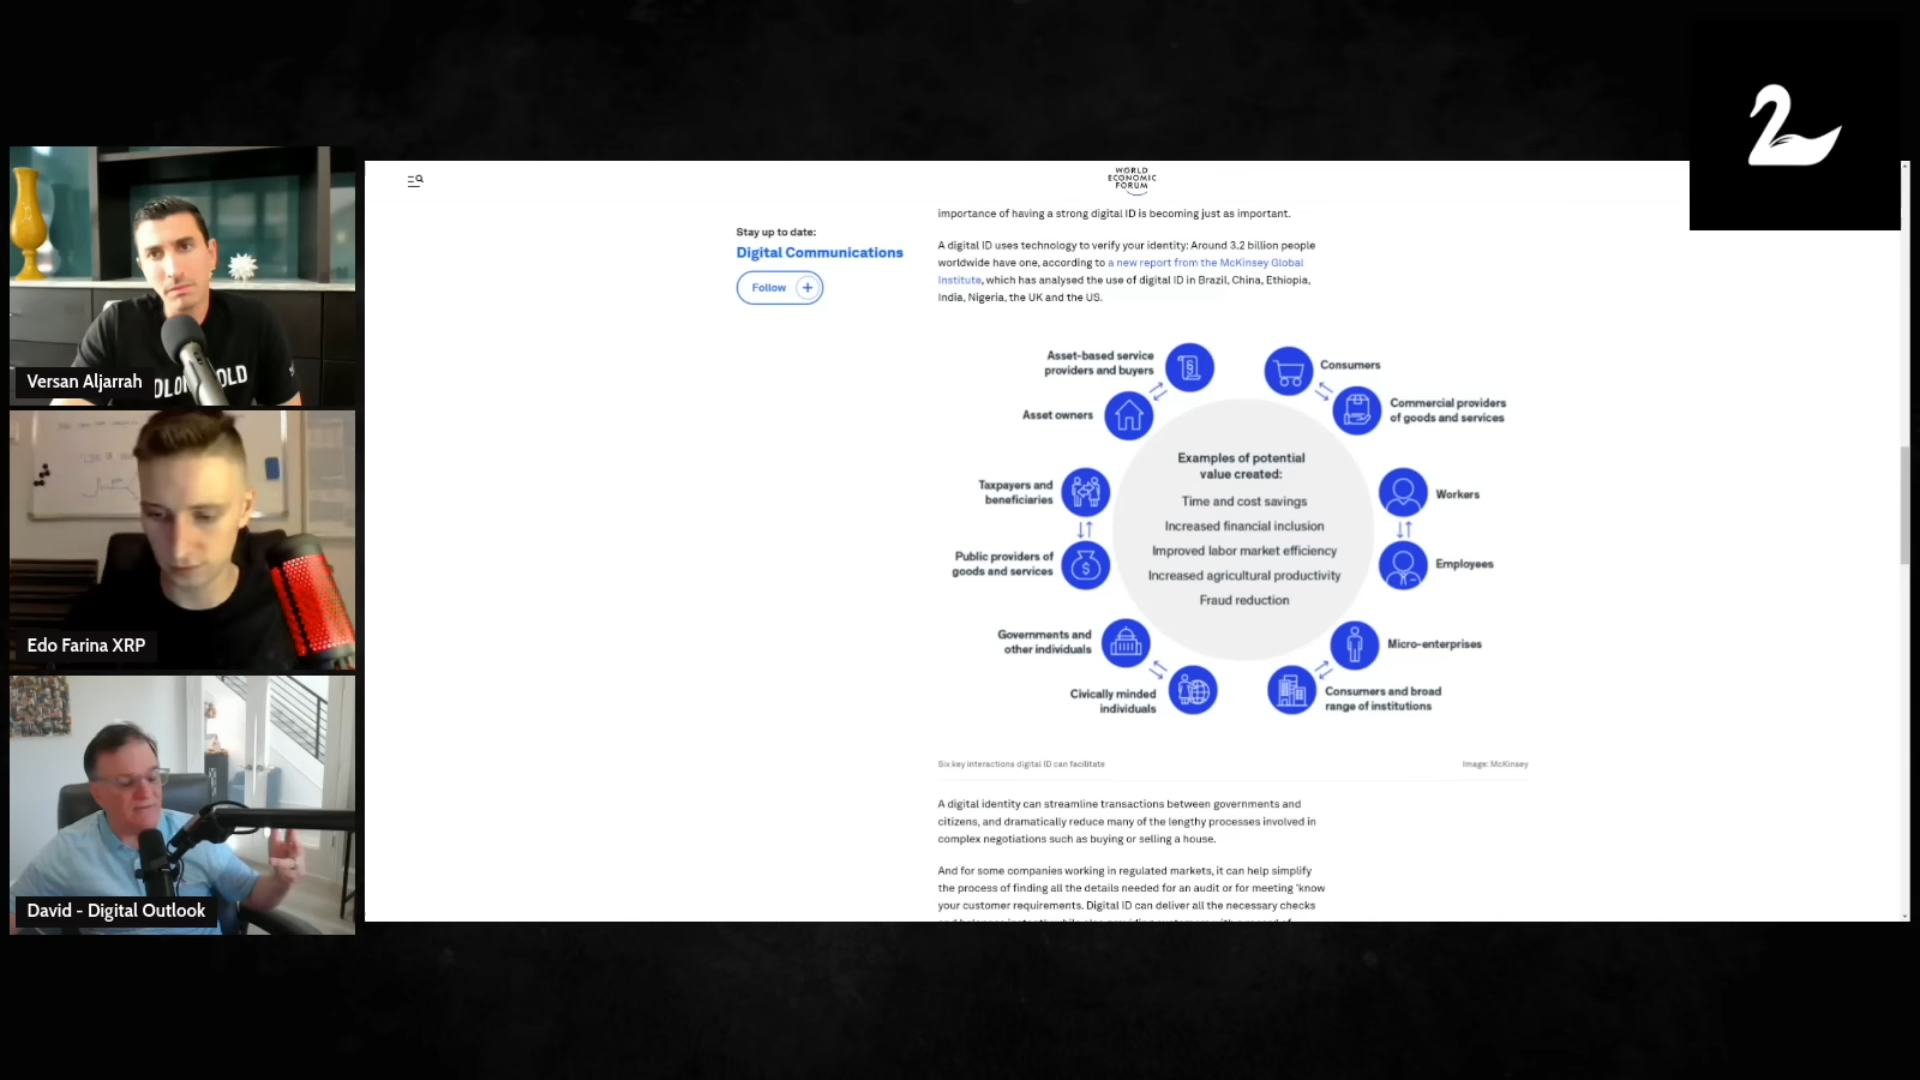 WORLD
ECONOMIC
FORUM
Stay up to date:
Digital Communications
Follow
importance of having a strong digital ID is becoming just as important.
A digital ID uses technology to verify your identity: Around 3.2 billion people
worldwide have one, according to a new report from the McKinsey Global
Institute, which has analysed the use of digital ID in Brazil, China, Ethiopia,
India, Nigeria, the UK and the US.
Asset-based service
providers and buyers
Asset owners
Taxpayers and
beneficiaries
Public providers of
goods and services
Governments and
other individuals
Civically minded
individuals
Consumers
Commercial providers
of goods and services
Workers
Employees
Micro-enterprises
Consumers and broad
range of institutions
Examples of potential
value created:
Time and cost savings
Increased financial inclusion
Improved labor market efficiency
Increased agricultural productivity
Fraud reduction
Six key interactions digital ID can facilitate
Image: McKinsey
A digital identity can streamline transactions between governments and
citizens, and dramatically reduce many of the lengthy processes involved in
complex negotiations such as buying or selling a house.
And for some companies working in regulated markets, it can help simplify
the process of finding all the details needed for an audit or for meeting 'know
your customer requirements. Digital ID can deliver all the necessary checks
Versan Aljarrah
Edo Farina XRP
David - Digital Outlook